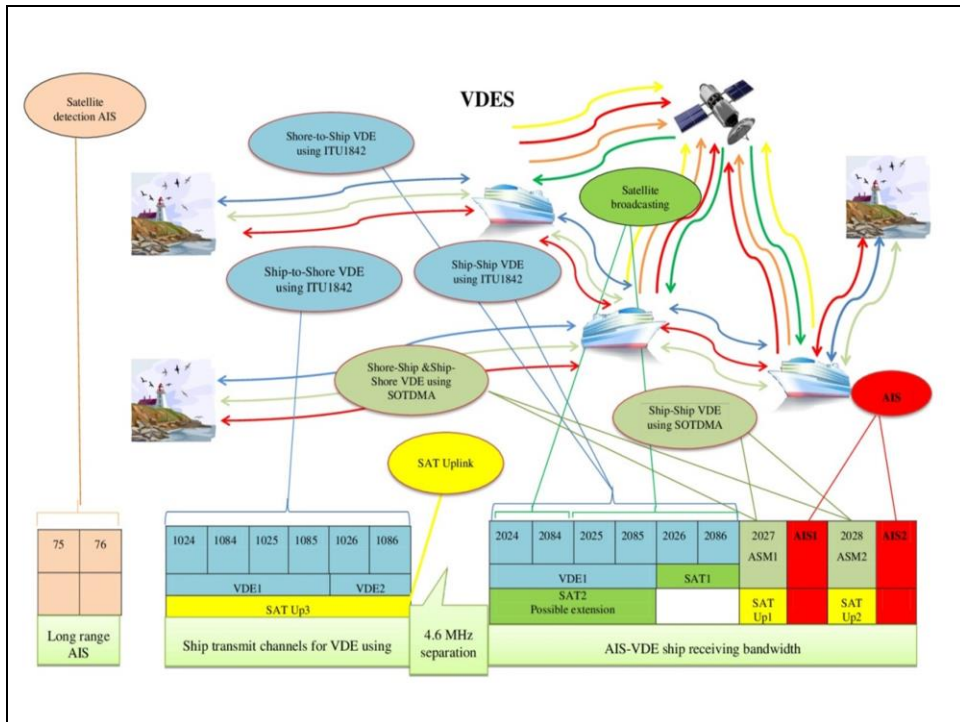 VDES
Satellite
detection AIS
Shore-to-Ship VDE
using ITU1842
Satellite
broadcasting
Ship-to-Shore VDE
using ITU1842
Ship-Ship VDE
using ITU1842
Shore-Ship &Ship-
Shore VDE using
SOTDMA
AIS
Ship-Ship VDE
using SOTDMA
SAT Uplink
75 76
1024 1084 1025 1085 1026 1086
2024 2084 2025 2085 2026 2086
2027
ASM1
AIS1
2028
ASM2
AIS2
VDE1 VDE2
VDE1 SAT1
SAT Up3
SAT2
Possible extension
SAT
Up1
SAT
Up2
Long range
AIS
Ship transmit channels for VDE using
4.6 MHz
separation
AIS-VDE ship receiving bandwidth